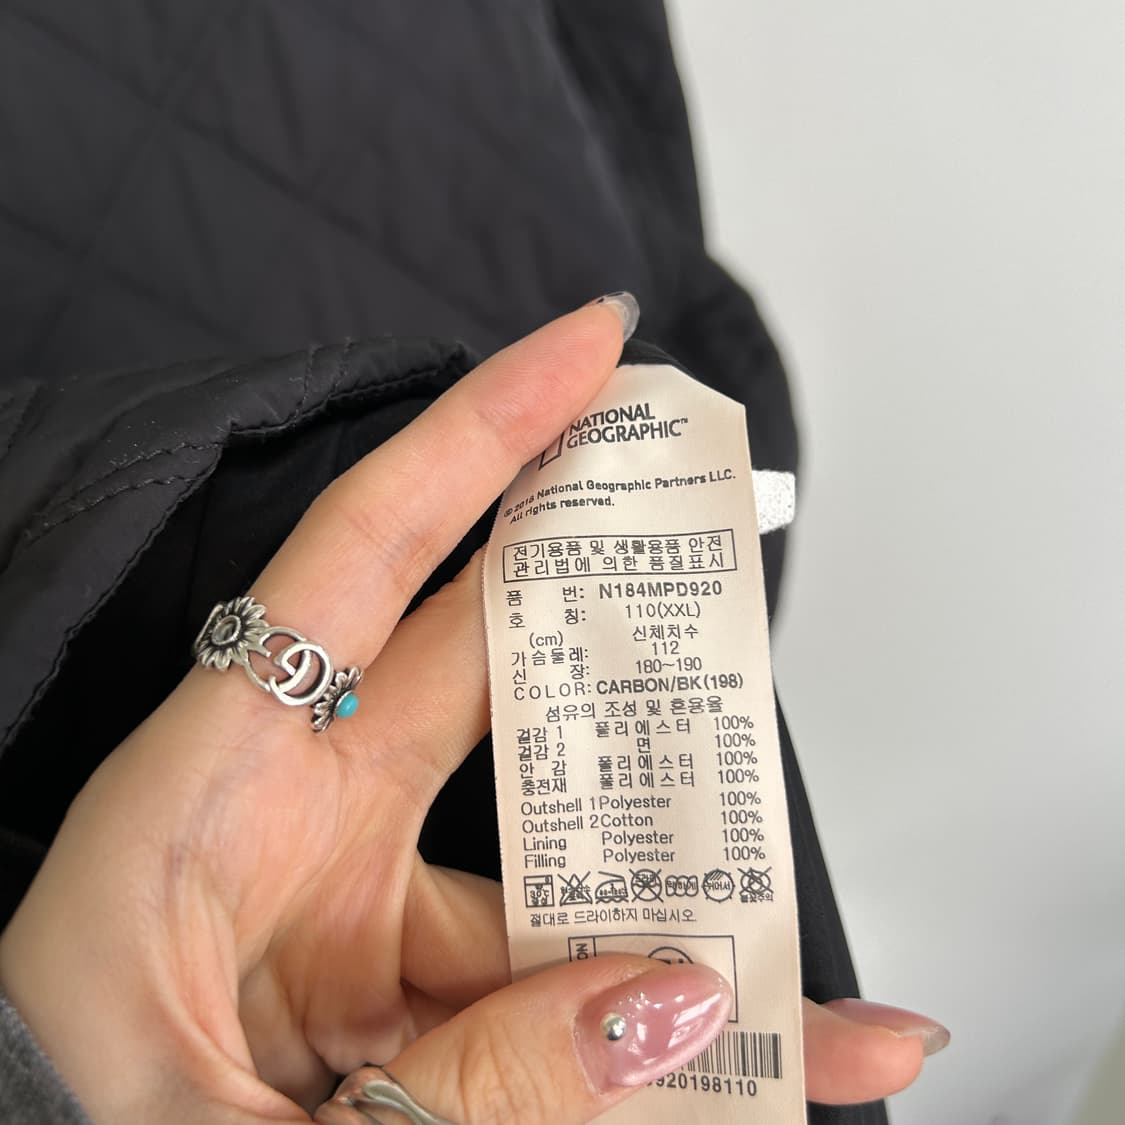 NATIONAL
GEOGRAPHIC™
National Geographic Partners LLC.
All rights reserved.
전기용품 및 생활용품 안전
관리법에 의한 품질표시
품 번: N184MPD920
호 칭: 110(XXL)
(cm) 신체치수
가슴둘레: 112
신 장: 180~190
COLOR: CARBON/BK(198)
섬유의 조성 및 혼용율
겉감 1 폴리에스터 100%
겉감 2 면 100%
안 감 폴리에스터 100%
충전재 폴리에스터 100%
Outshell 1 Polyester 100%
Outshell 2 Cotton 100%
Lining Polyester 100%
Filling Polyester 100%
절대로 드라이하지 마십시오.
920198110